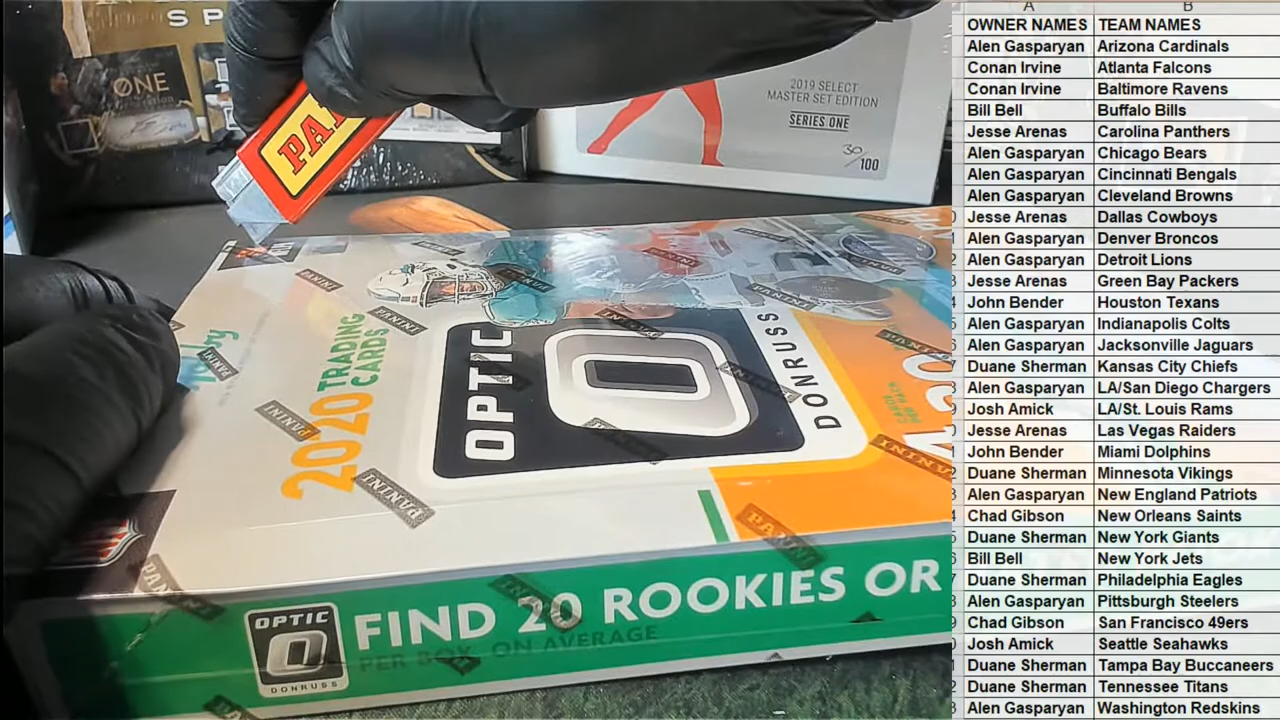 SP
ONE
PAN
2019 SELECT
MASTER SET EDITION
SERIES ONE
30/100
2020 TRADING
CARDS
OPTIC
DONRUSS
PANINI
PANINI
PANINI
PANINI
PANINI
PANINI
PANINI
PANINI
OPTIC
DONRUSS
FIND 20 ROOKIES OR
PER BOX, ON AVERAGE
A B
OWNER NAMES TEAM NAMES
Alen Gasparyan Arizona Cardinals
Conan Irvine Atlanta Falcons
Conan Irvine Baltimore Ravens
Bill Bell Buffalo Bills
Jesse Arenas Carolina Panthers
Alen Gasparyan Chicago Bears
Alen Gasparyan Cincinnati Bengals
Alen Gasparyan Cleveland Browns
Jesse Arenas Dallas Cowboys
Alen Gasparyan Denver Broncos
Alen Gasparyan Detroit Lions
Jesse Arenas Green Bay Packers
John Bender Houston Texans
Alen Gasparyan Indianapolis Colts
Alen Gasparyan Jacksonville Jaguars
Duane Sherman Kansas City Chiefs
Alen Gasparyan LA/San Diego Chargers
Josh Amick LA/St. Louis Rams
Jesse Arenas Las Vegas Raiders
John Bender Miami Dolphins
Duane Sherman Minnesota Vikings
Alen Gasparyan New England Patriots
Chad Gibson New Orleans Saints
Duane Sherman New York Giants
Bill Bell New York Jets
Duane Sherman Philadelphia Eagles
Alen Gasparyan Pittsburgh Steelers
Chad Gibson San Francisco 49ers
Josh Amick Seattle Seahawks
Duane Sherman Tampa Bay Buccaneers
Duane Sherman Tennessee Titans
Alen Gasparyan Washington Redskins